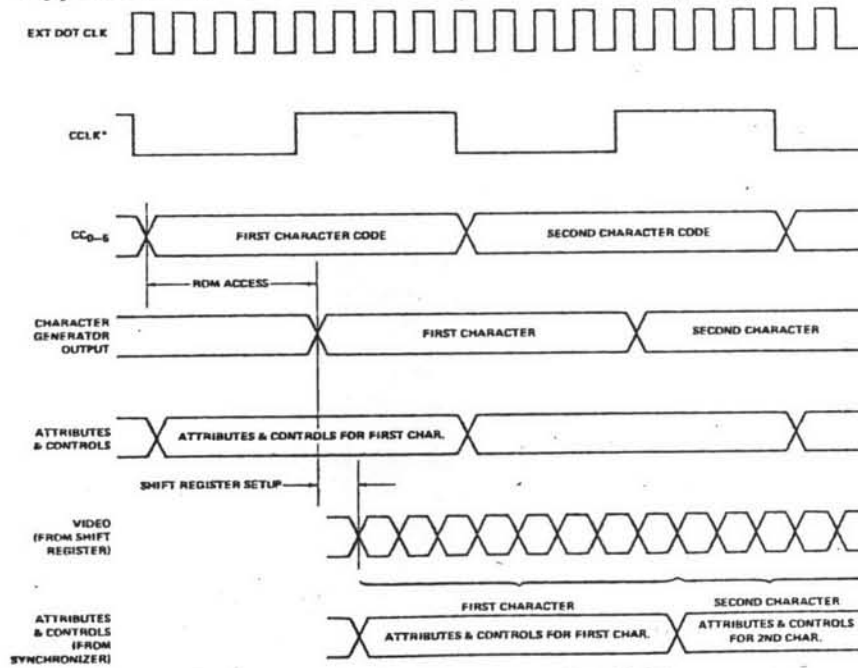 EXT DOT CLK
CCLK*
CC0–6
FIRST CHARACTER CODE
SECOND CHARACTER CODE
ROM ACCESS
CHARACTER
GENERATOR
OUTPUT
FIRST CHARACTER
SECOND CHARACTER
ATTRIBUTES
& CONTROLS
ATTRIBUTES & CONTROLS FOR FIRST CHAR.
SHIFT REGISTER SETUP
VIDEO
(FROM SHIFT
REGISTER)
FIRST CHARACTER
SECOND CHARACTER
ATTRIBUTES
& CONTROLS
(FROM
SYNCHRONIZER)
ATTRIBUTES & CONTROLS FOR FIRST CHAR.
ATTRIBUTES & CONTROLS
FOR 2ND CHAR.